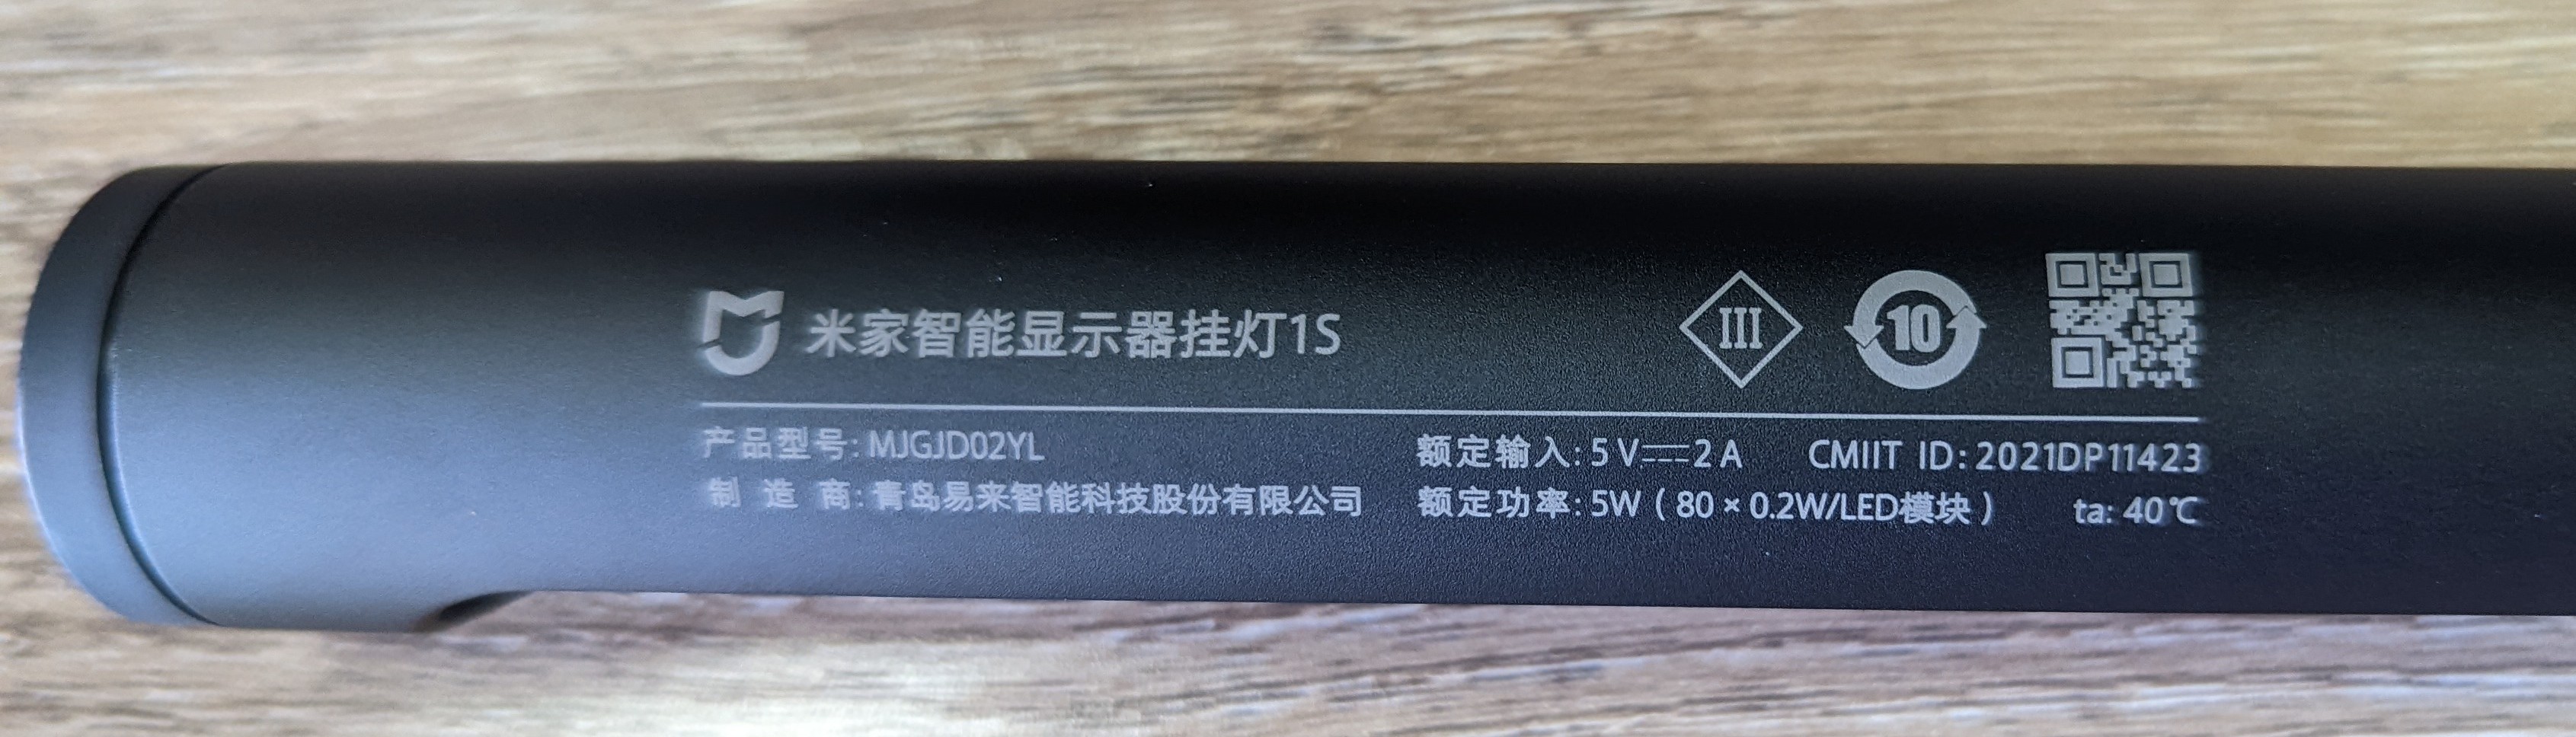 米家智能显示器挂灯1S
III
10
产品型号: MJGJD02YL
制造商: 青岛易来智能科技股份有限公司
额定输入: 5 V⎓2 A
CMIIT ID: 2021DP11423
额定功率: 5W（80 × 0.2W/LED模块）
ta: 40℃